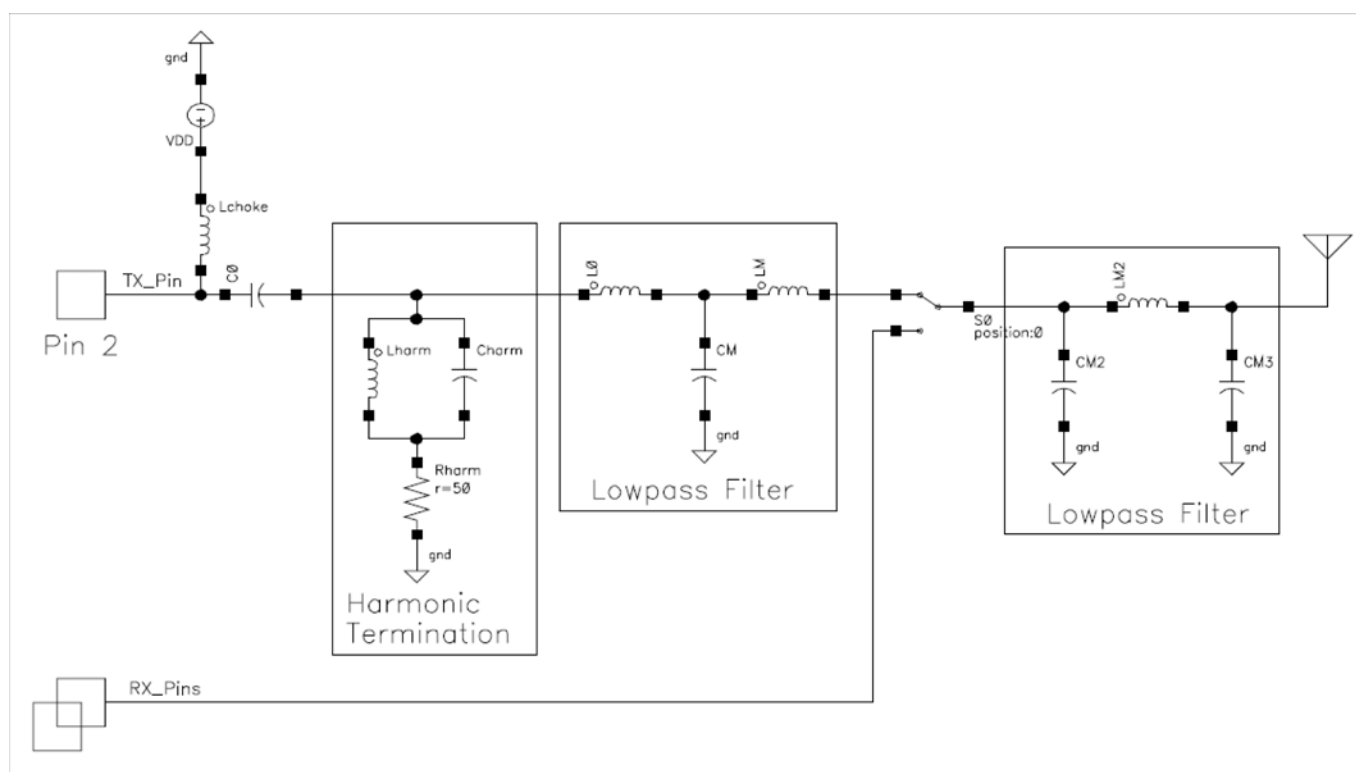 gnd
VDD
Lchoke
TX_Pin
C0
Pin 2
Lharm
Charm
Rharm
r=50
gnd
Harmonic
Termination
L0
LM
CM
gnd
Lowpass Filter
S0
position:0
LM2
CM2
CM3
gnd
gnd
Lowpass Filter
RX_Pins